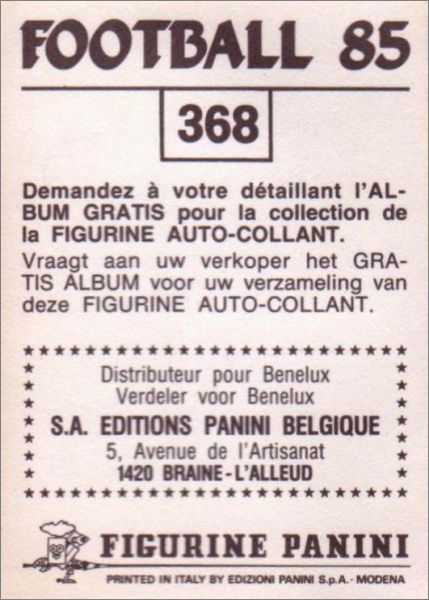 FOOTBALL 85
368
Demandez à votre détaillant l'AL-
BUM GRATIS pour la collection de
la FIGURINE AUTO-COLLANT.
Vraagt aan uw verkoper het GRA-
TIS ALBUM voor uw verzameling van
deze FIGURINE AUTO-COLLANT.
Distributeur pour Benelux
Verdeler voor Benelux
S.A. EDITIONS PANINI BELGIQUE
5, Avenue de l'Artisanat
1420 BRAINE-L'ALLEUD
FIGURINE PANINI
PRINTED IN ITALY BY EDIZIONI PANINI S.p.A. - MODENA